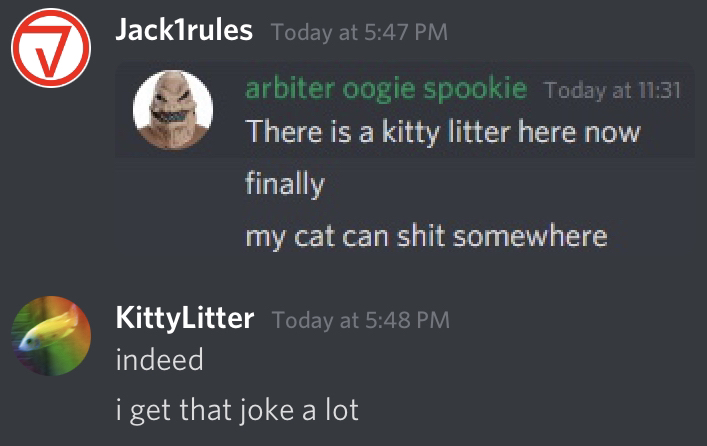 Jack1rules Today at 5:47 PM
arbiter oogie spookie Today at 11:31
There is a kitty litter here now
finally
my cat can shit somewhere
KittyLitter Today at 5:48 PM
indeed
i get that joke a lot